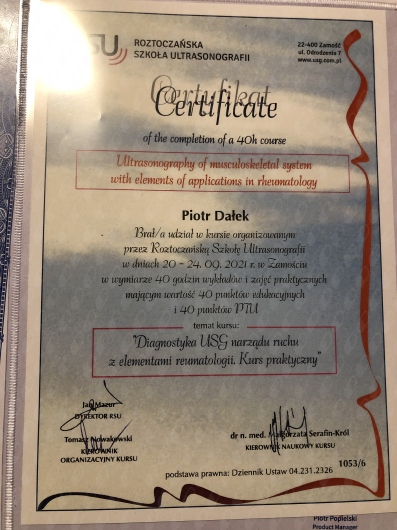 RSU
ROZTOCZAŃSKA
SZKOŁA ULTRASONOGRAFII
22-400 Zamość
ul. Odrodzenia 7
www.usg.com.pl
Certyfikat
Certificate
of the completion of a 40h course
Ultrasonography of musculoskeletal system
with elements of applications in rheumatology
Piotr Dałek
Brał/a udział w kursie organizowanym
przez Roztoczańską Szkołę Ultrasonografii
w dniach 20 - 24. 09. 2021 r. w Zamościu
w wymiarze 40 godzin wykładów i zajęć praktycznych
mającym wartość 40 punktów edukacyjnych
i 40 punktów PTU
temat kursu:
"Diagnostyka USG narządu ruchu
z elementami reumatologii. Kurs praktyczny"
Jan Mazur
DYREKTOR RSU
Tomasz Nowakowski
KIEROWNIK
ORGANIZACYJNY KURSU
dr n. med. Małgorzata Serafin-Król
KIEROWNIK NAUKOWY KURSU
podstawa prawna: Dziennik Ustaw 04.231.2326
1053/6
Piotr Popielski
Product Manager